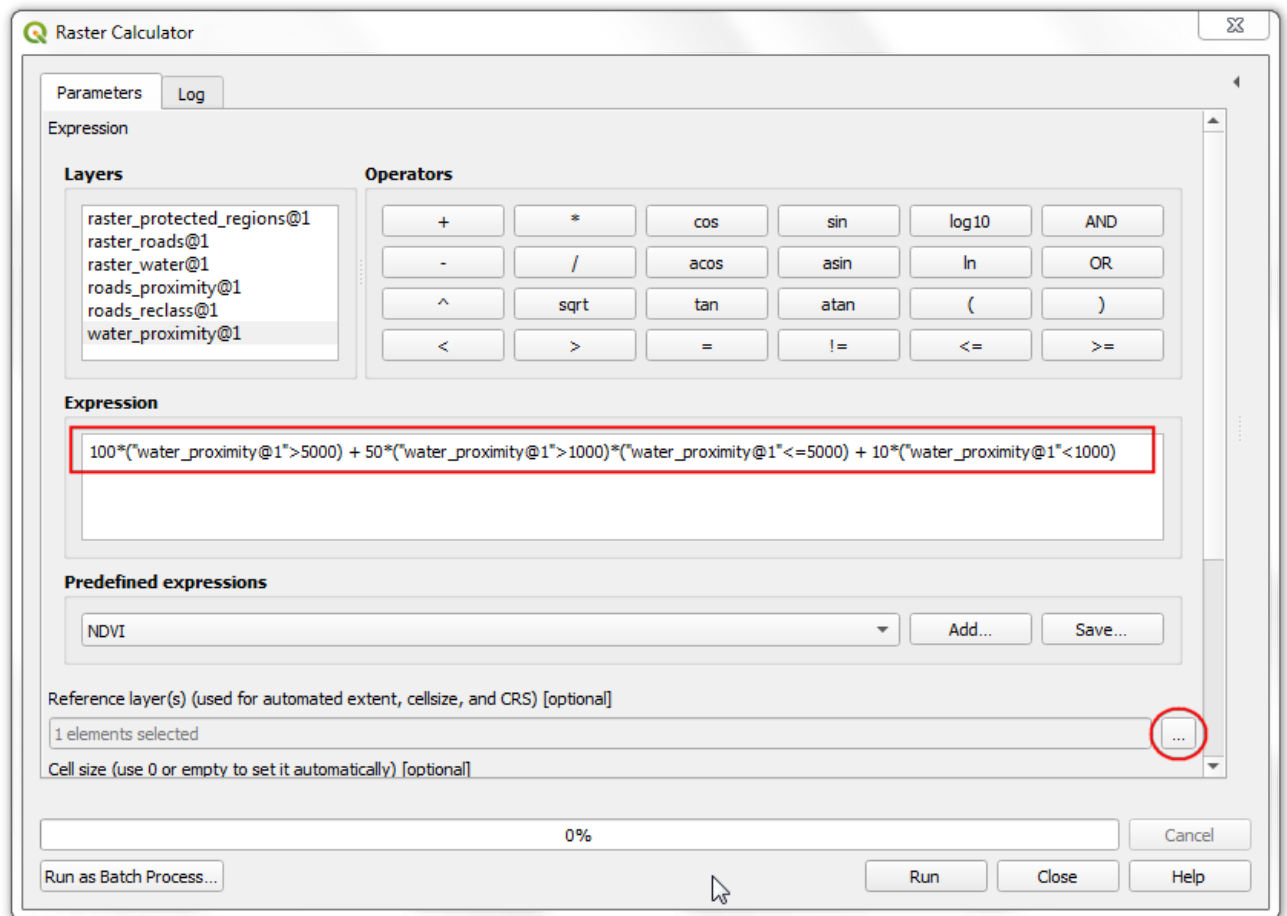 Raster Calculator
Parameters Log
Expression
Layers Operators
raster_protected_regions@1
raster_roads@1
raster_water@1
roads_proximity@1
roads_reclass@1
water_proximity@1
+ * cos sin log10 AND
- / acos asin ln OR
^ sqrt tan atan ( )
< > = != <= >=
Expression
100*("water_proximity@1">5000) + 50*("water_proximity@1">1000)*("water_proximity@1"<=5000) + 10*("water_proximity@1"<1000)
Predefined expressions
NDVI Add... Save...
Reference layer(s) (used for automated extent, cellsize, and CRS) [optional]
1 elements selected ...
Cell size (use 0 or empty to set it automatically) [optional]
0% Cancel
Run as Batch Process... Run Close Help